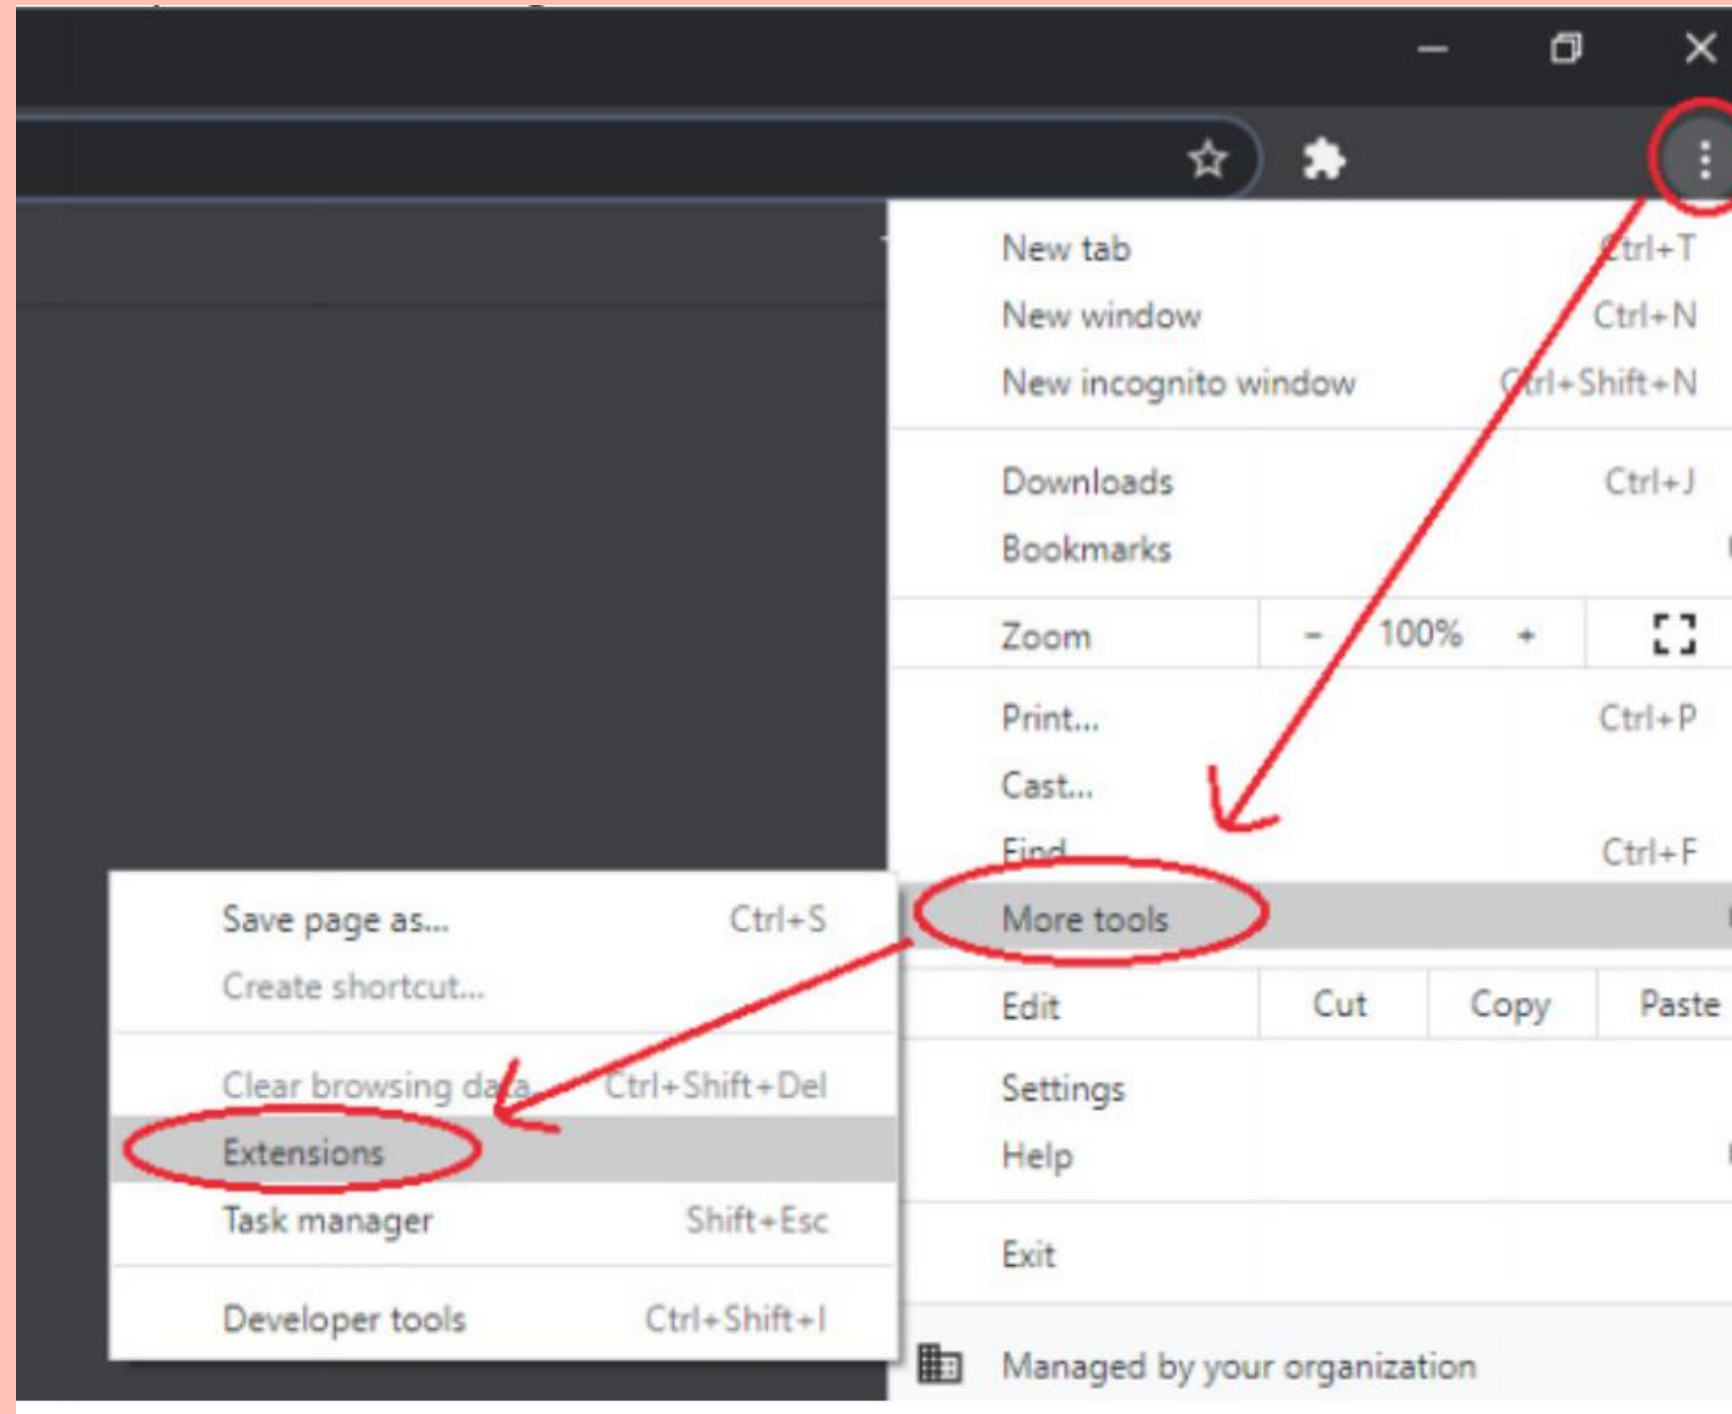 New tab Ctrl+T
New window Ctrl+N
New incognito window Ctrl+Shift+N
Downloads Ctrl+J
Bookmarks
Zoom - 100% +
Print... Ctrl+P
Cast...
Find... Ctrl+F
More tools
Edit Cut Copy Paste
Settings
Help
Exit
Managed by your organization
Save page as... Ctrl+S
Create shortcut...
Clear browsing data... Ctrl+Shift+Del
Extensions
Task manager Shift+Esc
Developer tools Ctrl+Shift+I